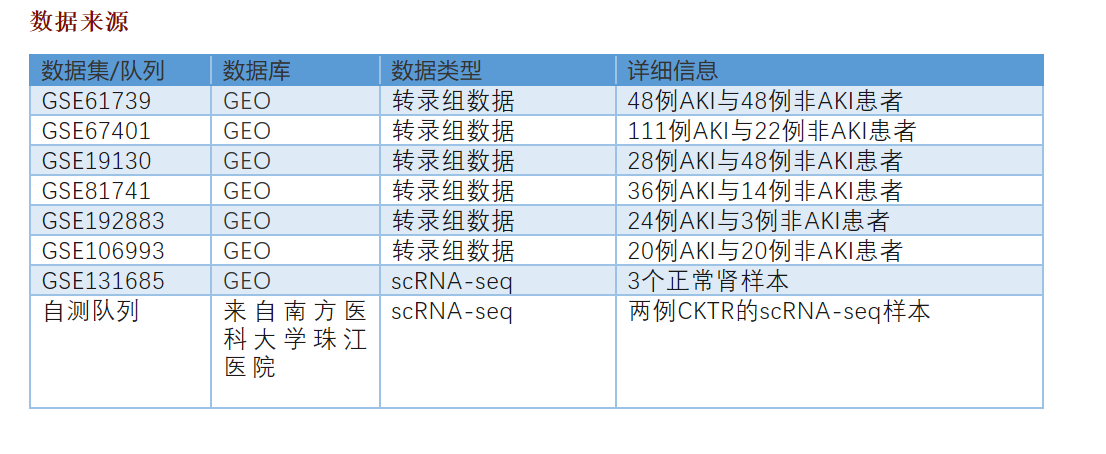 数据来源
数据集/队列 数据库 数据类型 详细信息
GSE61739 GEO 转录组数据 48例AKI与48例非AKI患者
GSE67401 GEO 转录组数据 111例AKI与22例非AKI患者
GSE19130 GEO 转录组数据 28例AKI与48例非AKI患者
GSE81741 GEO 转录组数据 36例AKI与14例非AKI患者
GSE192883 GEO 转录组数据 24例AKI与3例非AKI患者
GSE106993 GEO 转录组数据 20例AKI与20例非AKI患者
GSE131685 GEO scRNA-seq 3个正常肾样本
自测队列 来自南方医 scRNA-seq 两例CKTR的scRNA-seq样本
科大学珠江
医院